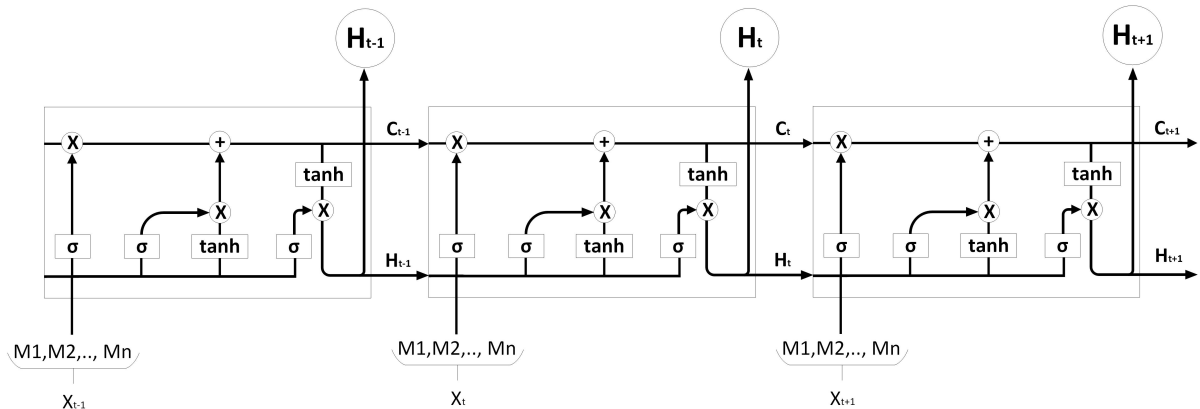 Ht-1 Ht Ht+1
Ct-1 Ct Ct+1
X + X + X +
tanh tanh tanh
X X X X X X
σ σ tanh σ σ σ tanh σ σ σ tanh σ
Ht-1 Ht Ht+1
M1,M2,.., Mn M1,M2,.., Mn M1,M2,.., Mn
Xt-1 Xt Xt+1